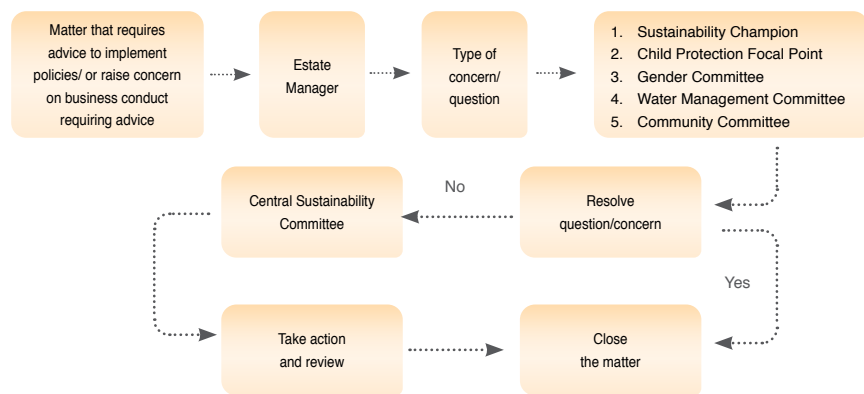 Matter that requires
advice to implement
policies/ or raise concern
on business conduct
requiring advice
Estate
Manager
Type of
concern/
question
1. Sustainability Champion
2. Child Protection Focal Point
3. Gender Committee
4. Water Management Committee
5. Community Committee
Central Sustainability
Committee
No
Resolve
question/concern
Yes
Take action
and review
Close
the matter